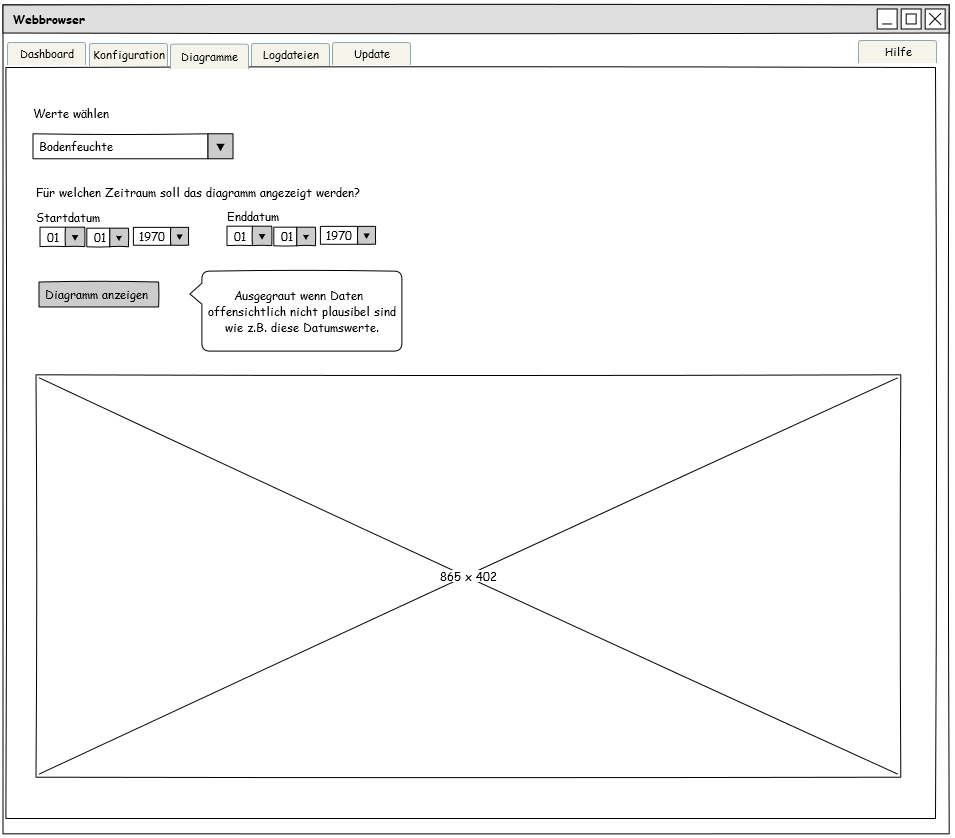 Webbrowser
Dashboard
Konfiguration
Diagramme
Logdateien
Update
Hilfe
Werte wählen
Bodenfeuchte
Für welchen Zeitraum soll das diagramm angezeigt werden?
Startdatum
Enddatum
01 01 1970
01 01 1970
Diagramm anzeigen
Ausgegraut wenn Daten
offensichtlich nicht plausibel sind
wie z.B. diese Datumswerte.
865 x 402